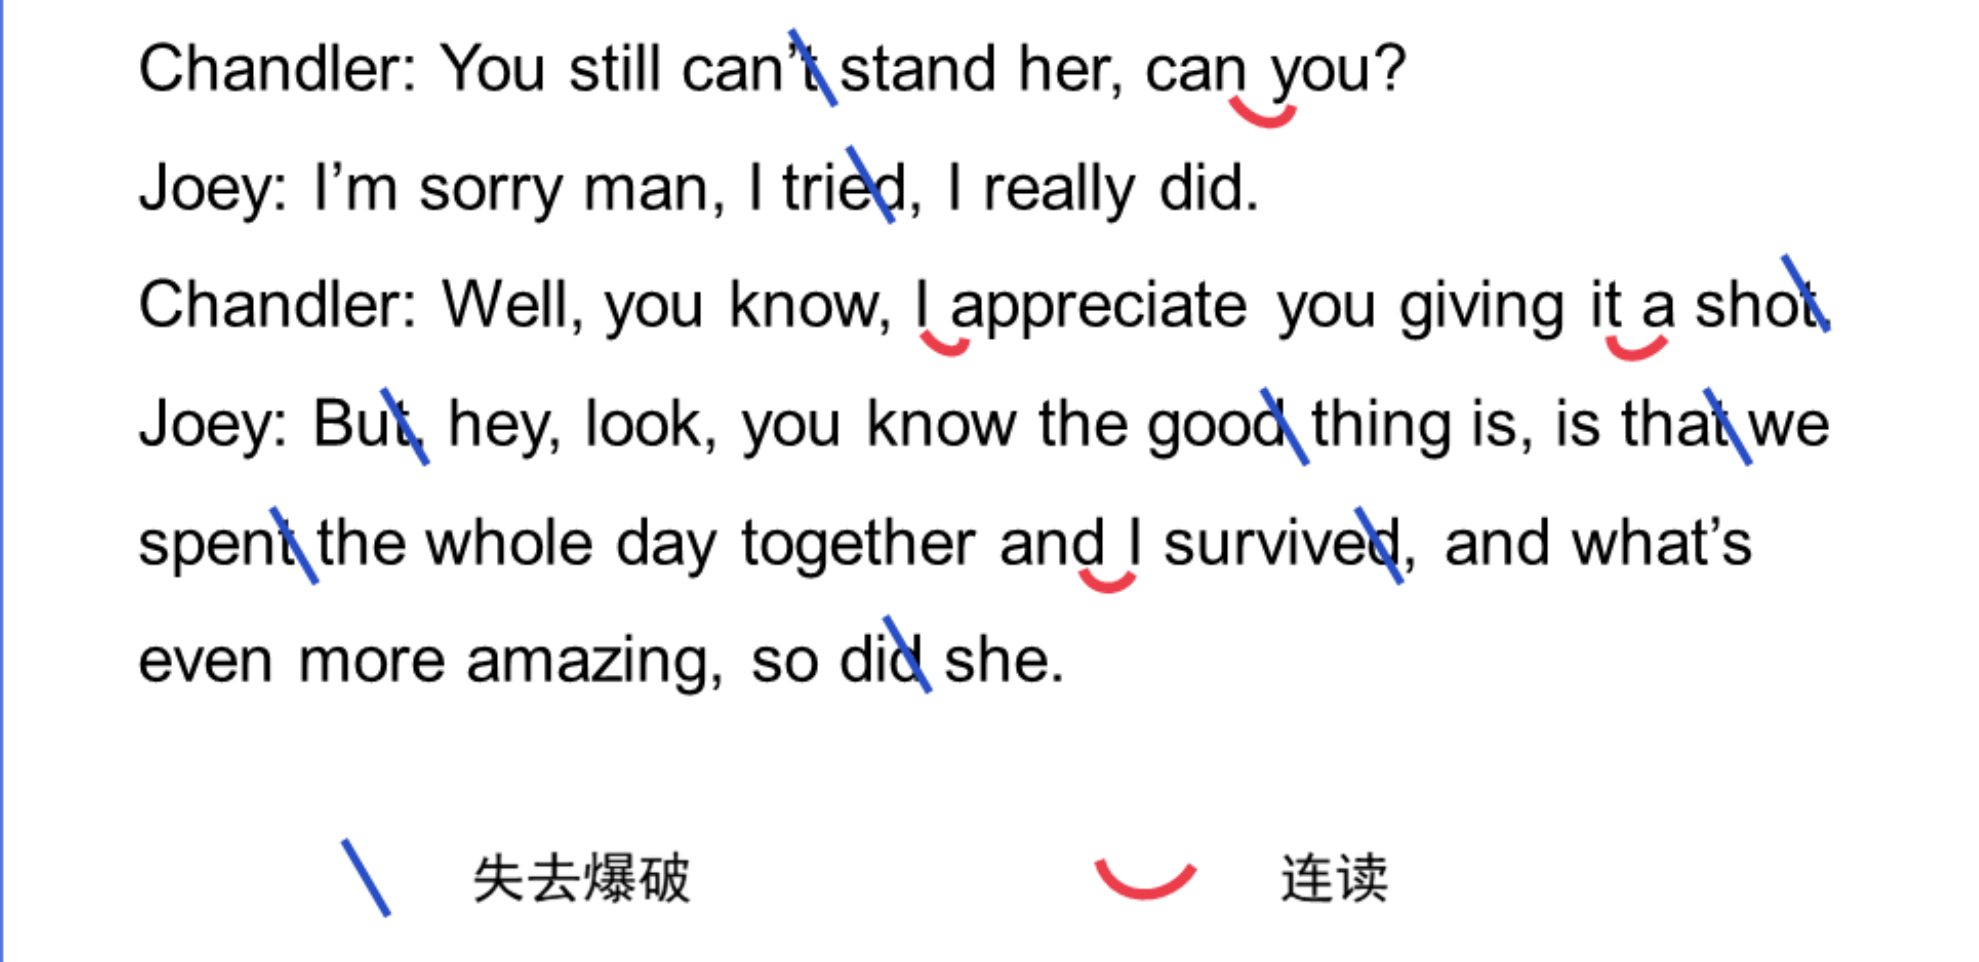 Chandler: You still can’t stand her, can you?
Joey: I’m sorry man, I tried, I really did.
Chandler: Well, you know, I appreciate you giving it a shot.
Joey: But, hey, look, you know the good thing is, is that we
spent the whole day together and I survived, and what’s
even more amazing, so did she.
失去爆破 连读